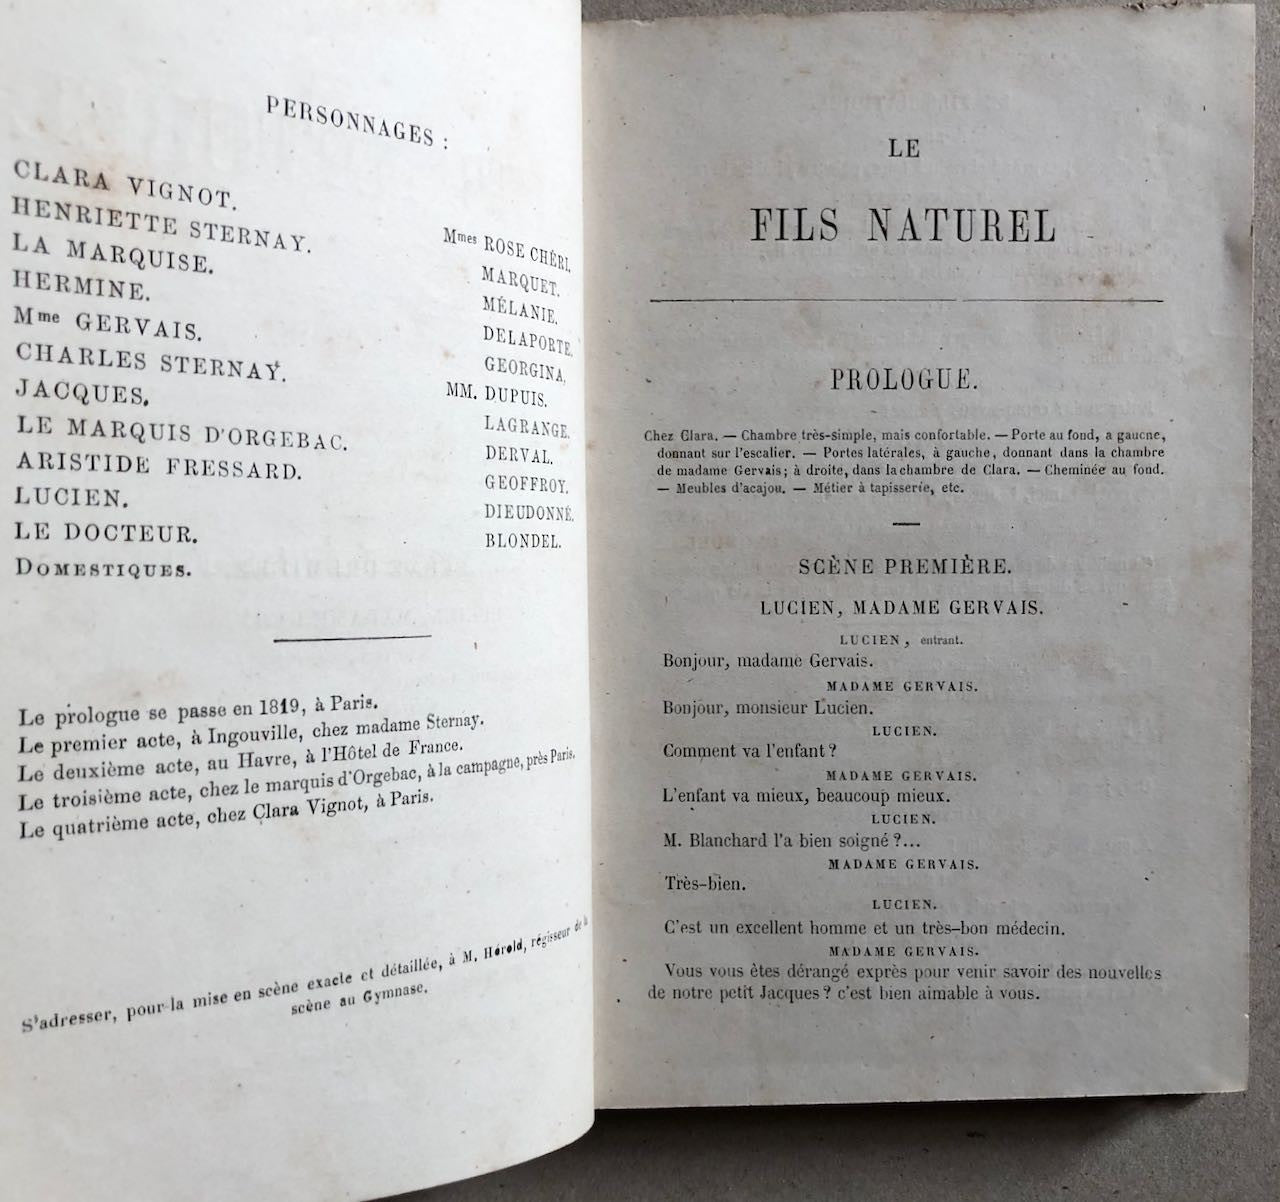 PERSONNAGES :
CLARA VIGNOT.
HENRIETTE STERNAY.
LA MARQUISE.
HERMINE.
Mme GERVAIS.
CHARLES STERNAY.
JACQUES.
LE MARQUIS D'ORGEBAC.
ARISTIDE FRESSARD.
LUCIEN.
LE DOCTEUR.
DOMESTIQUES.
Mmes ROSE CHÉRI.
MARQUET.
MÉLANIE.
DELAPORTE.
GEORGINA.
MM. DUPUIS.
LAGRANGE.
DERVAL.
GEOFFROY.
DIEUDONNÉ.
BLONDEL.
Le prologue se passe en 1819, à Paris.
Le premier acte, à Ingouville, chez madame Sternay.
Le deuxième acte, au Havre, à l'Hôtel de France.
Le troisième acte, chez le marquis d'Orgebac, à la campagne, près Paris.
Le quatrième acte, chez Clara Vignot, à Paris.
S'adresser, pour la mise en scène exacte et détaillée, à M. Hérold, régisseur de la
scène au Gymnase.
LE
FILS NATUREL
PROLOGUE.
Chez Clara. — Chambre très-simple, mais confortable. — Porte au fond, a gaucne,
donnant sur l'escalier. — Portes latérales, à gauche, donnant dans la chambre
de madame Gervais; à droite, dans la chambre de Clara. — Cheminée au fond.
— Meubles d'acajou. — Métier à tapisserie, etc.
SCÈNE PREMIÈRE.
LUCIEN, MADAME GERVAIS.
LUCIEN, entrant.
Bonjour, madame Gervais.
MADAME GERVAIS.
Bonjour, monsieur Lucien.
LUCIEN.
Comment va l'enfant ?
MADAME GERVAIS.
L'enfant va mieux, beaucoup mieux.
LUCIEN.
M. Blanchard l'a bien soigné ?...
MADAME GERVAIS.
Très-bien.
LUCIEN.
C'est un excellent homme et un très-bon médecin.
MADAME GERVAIS.
Vous vous êtes dérangé exprès pour venir savoir des nouvelles
de notre petit Jacques ? c'est bien aimable à vous.